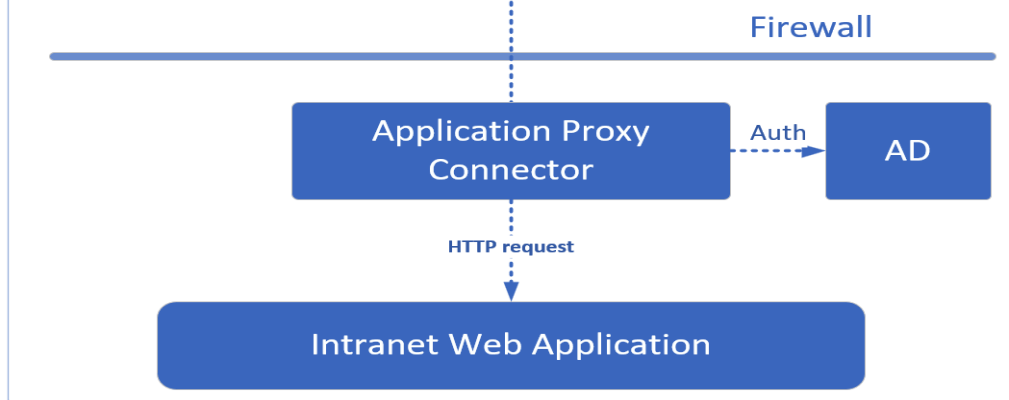 Firewall
Application Proxy
Connector
Auth
AD
HTTP request
Intranet Web Application